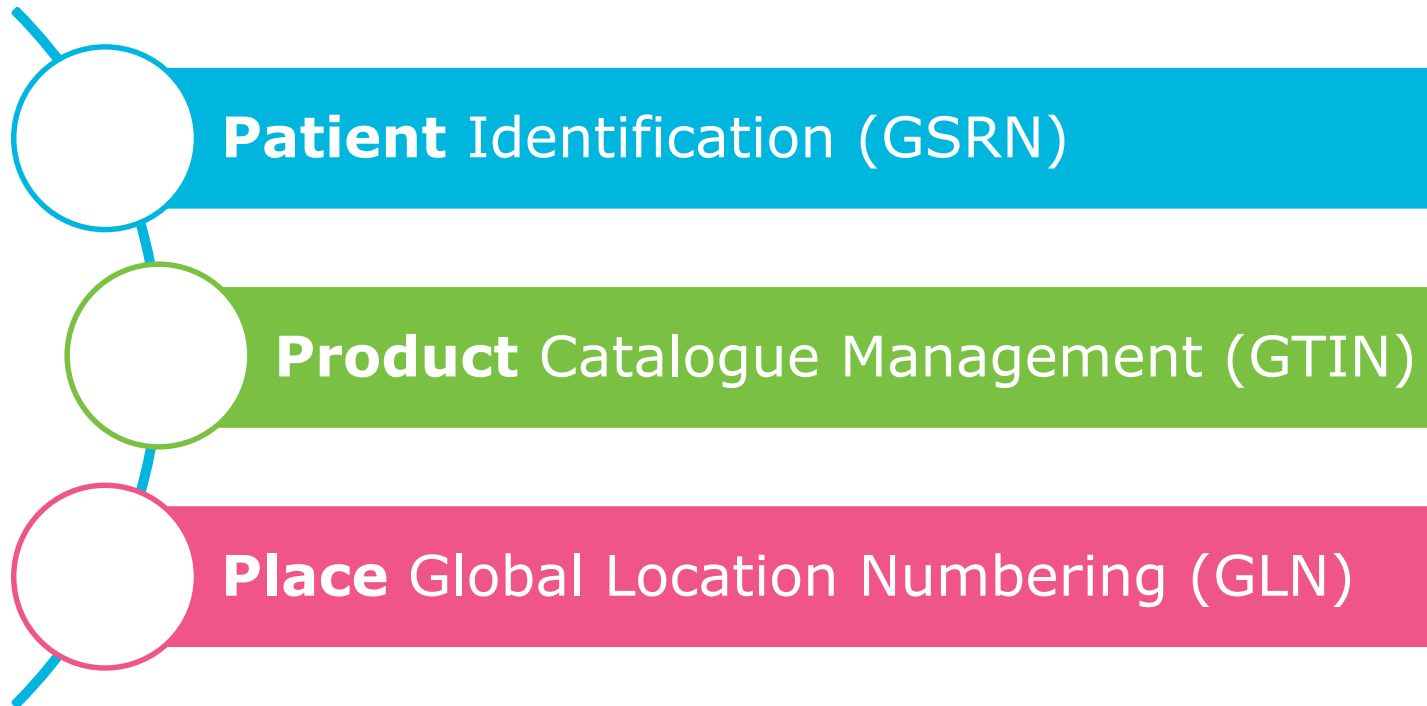 Patient Identification (GSRN)
Product Catalogue Management (GTIN)
Place Global Location Numbering (GLN)